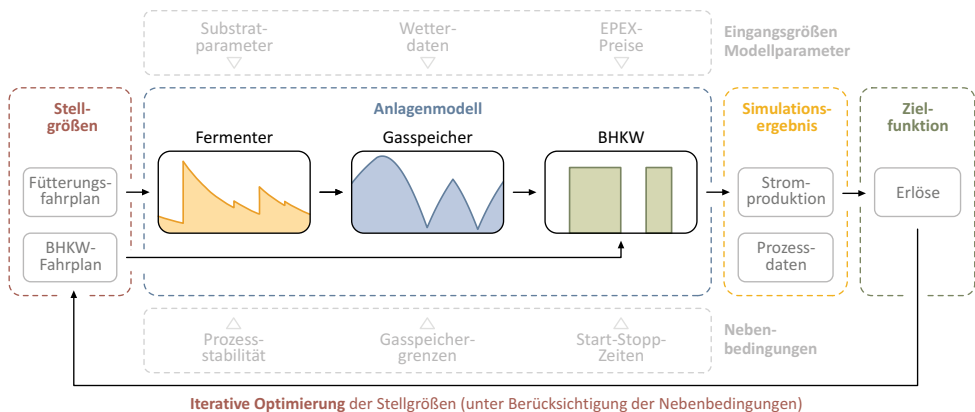 Substrat-
parameter
Wetter-
daten
EPEX-
Preise
Eingangsgrößen
Modellparameter
Stell-
größen
Fütterungs-
fahrplan
BHKW-
Fahrplan
Anlagenmodell
Fermenter
Gasspeicher
BHKW
Simulations-
ergebnis
Strom-
produktion
Prozess-
daten
Ziel-
funktion
Erlöse
Prozess-
stabilität
Gasspeicher-
grenzen
Start-Stopp-
Zeiten
Neben-
bedingungen
Iterative Optimierung der Stellgrößen (unter Berücksichtigung der Nebenbedingungen)